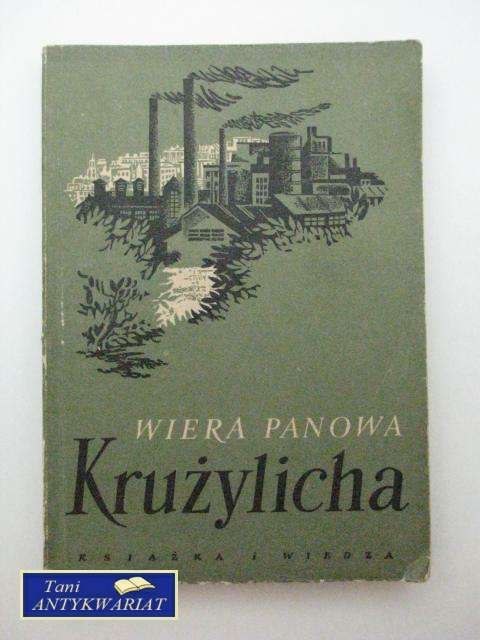 WIERA PANOWA
Krużylicha
KSIĄŻKA I WIEDZA
Tani
ANTYKWARIAT